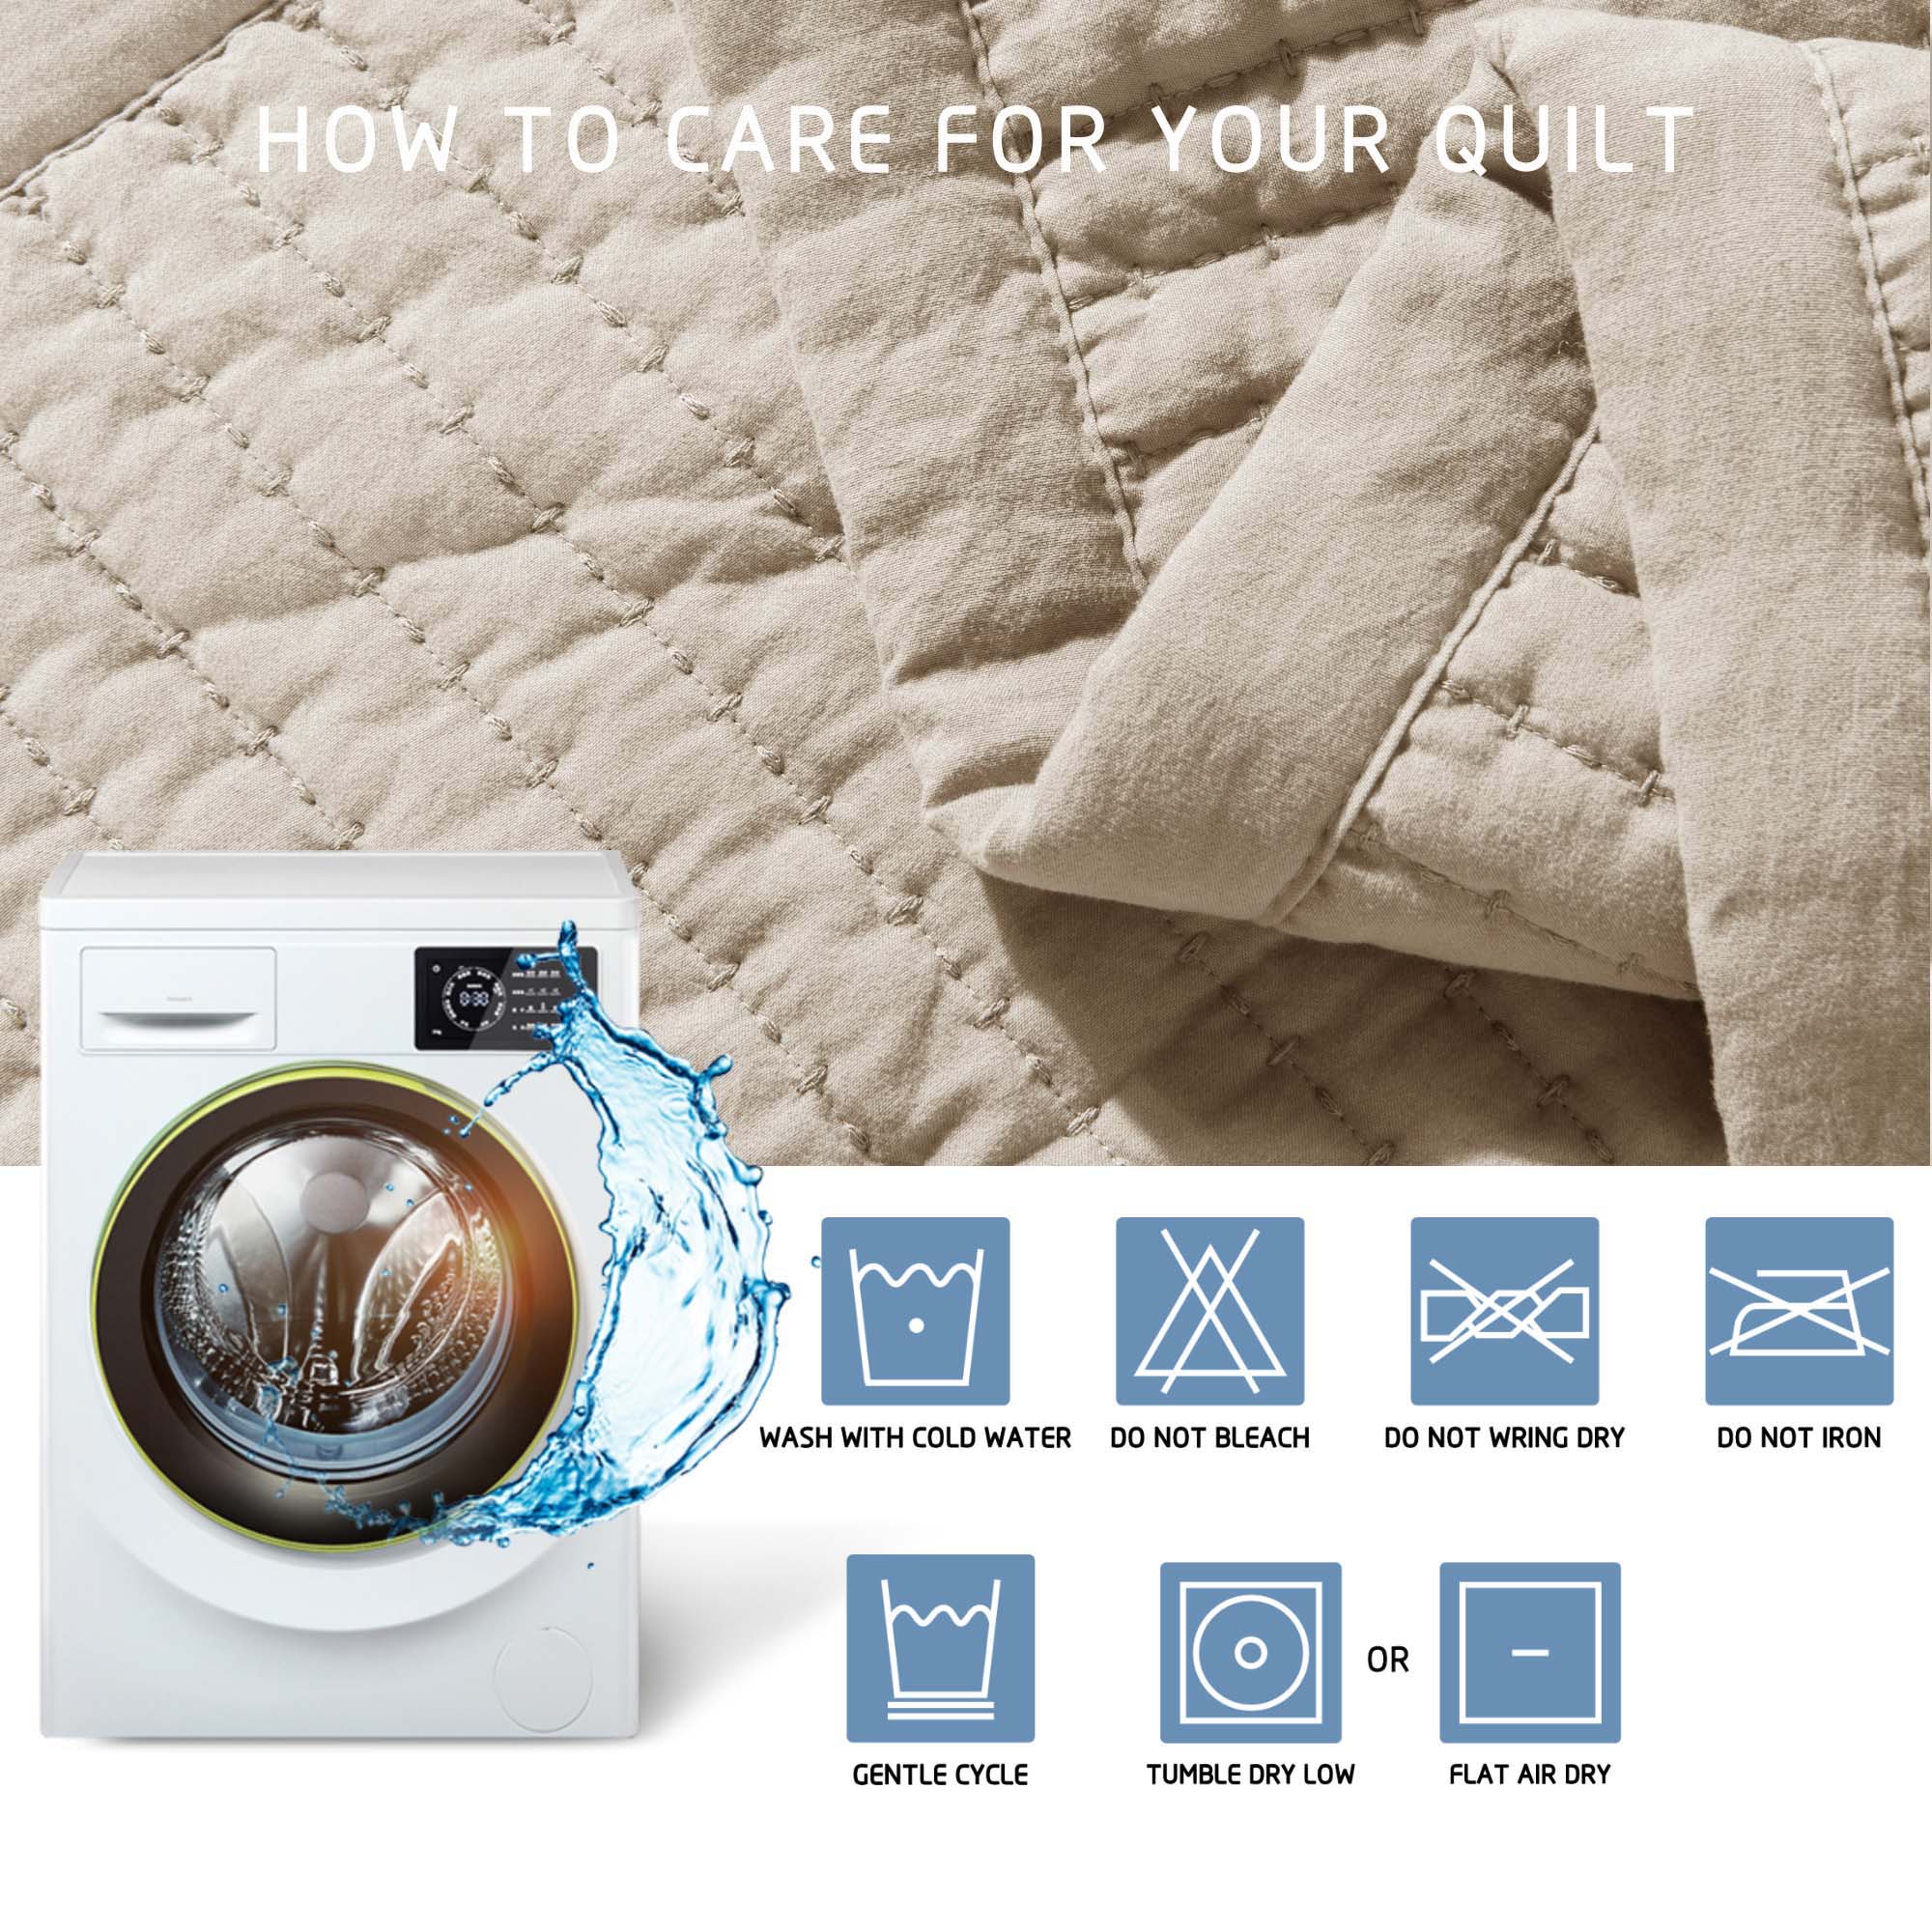 HOW TO CARE FOR YOUR QUILT
WASH WITH COLD WATER
DO NOT BLEACH
DO NOT WRING DRY
DO NOT IRON
GENTLE CYCLE
TUMBLE DRY LOW
OR
FLAT AIR DRY